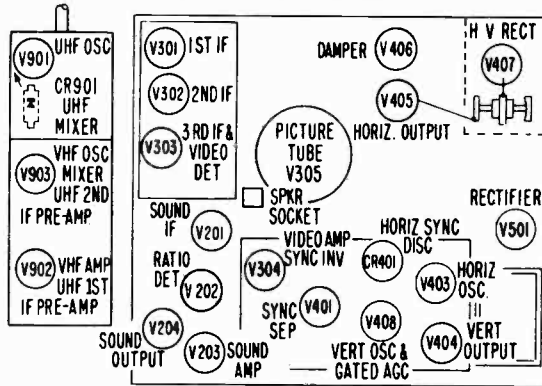 UHF OSC
V901
CR901
UHF
MIXER
VHF OSC
MIXER
V903
UHF 2ND
IF PRE-AMP
V902
VHF AMP
UHF 1ST
IF PRE-AMP
V301
1ST IF
V302
2ND IF
V303
3RD IF &
VIDEO
DET
DAMPER
V406
V405
HORIZ. OUTPUT
H V RECT
V407
PICTURE
TUBE
V305
SPKR
SOCKET
RECTIFIER
V501
SOUND
IF
V201
RATIO
DET.
V202
V204
SOUND
OUTPUT
V203
SOUND
AMP
VIDEO AMP
SYNC INV
V304
SYNC
SEP
V401
HORIZ SYNC
DISC
CR401
V403
HORIZ
OSC.
V408
VERT OSC &
GATED AGC
V404
VERT
OUTPUT